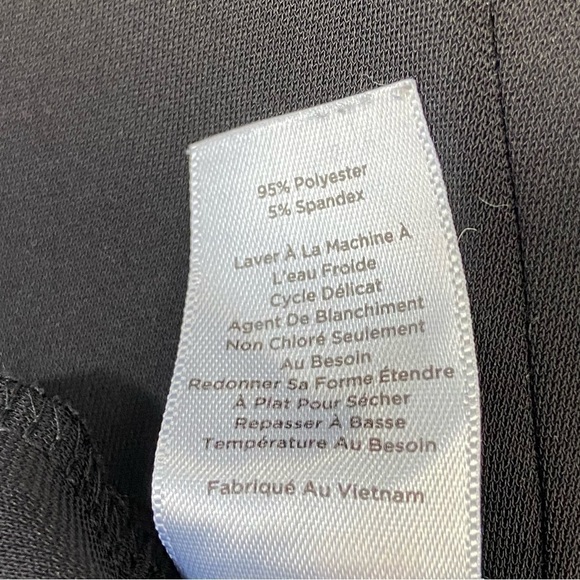 95% Polyester
5% Spandex
Laver À La Machine À
L'eau Froide
Cycle Délicat
Agent De Blanchiment
Non Chloré Seulement
Au Besoin
Redonner Sa Forme Étendre
À Plat Pour Sécher
Repasser À Basse
Température Au Besoin
Fabriqué Au Vietnam